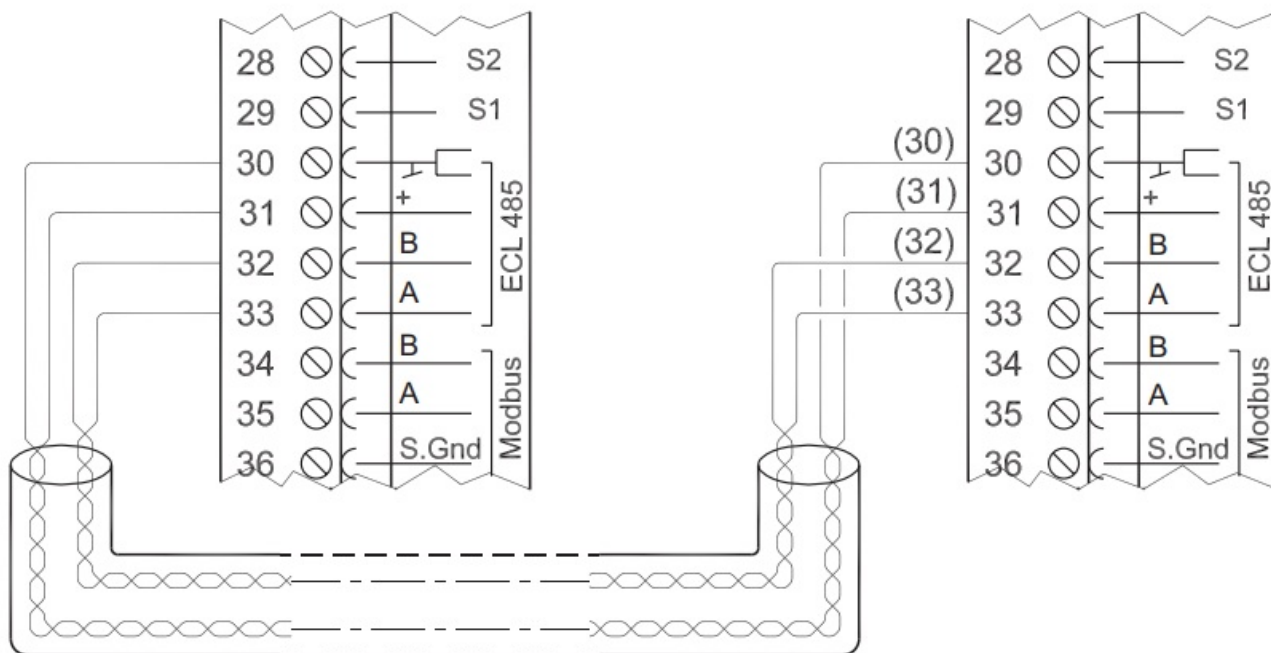 28 S2
29 S1
30
31 +
32 B
33 A
34 B
35 A
36 S.Gnd
ECL 485
Modbus
28 S2
29 S1
(30) 30
(31) 31 +
(32) 32 B
(33) 33 A
34 B
35 A
36 S.Gnd
ECL 485
Modbus